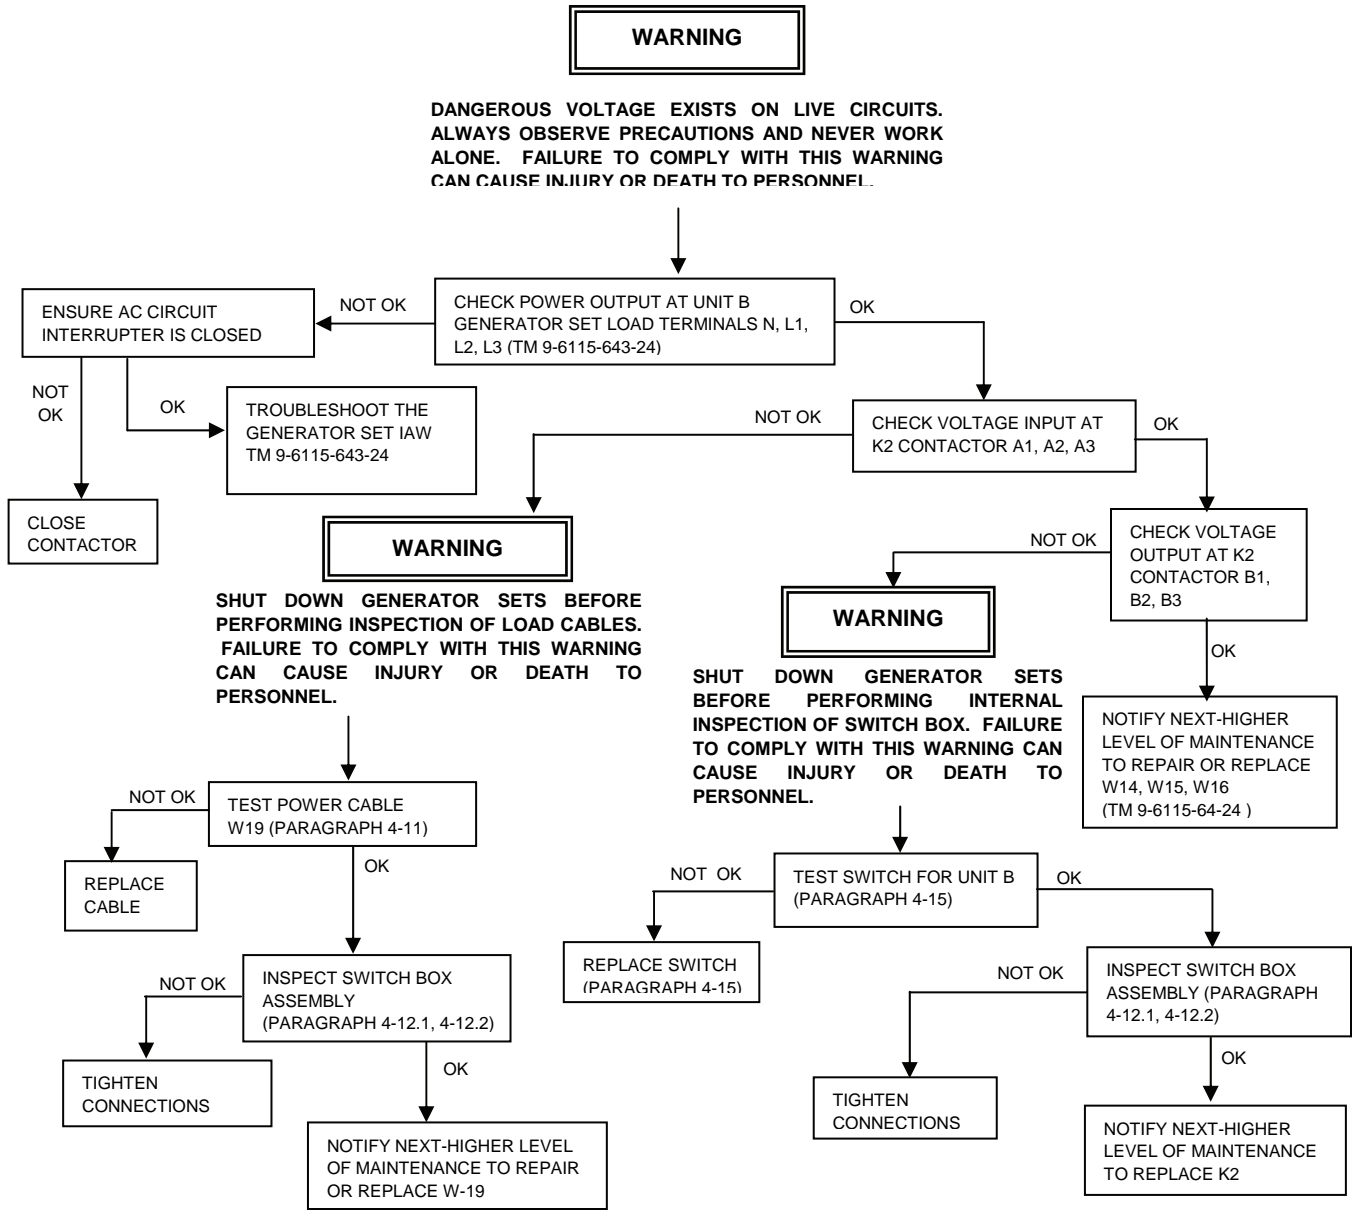 WARNING
DANGEROUS VOLTAGE EXISTS ON LIVE CIRCUITS.
ALWAYS OBSERVE PRECAUTIONS AND NEVER WORK
ALONE. FAILURE TO COMPLY WITH THIS WARNING
CAN CAUSE INJURY OR DEATH TO PERSONNEL.
ENSURE AC CIRCUIT
INTERRUPTER IS CLOSED
NOT OK
CHECK POWER OUTPUT AT UNIT B
GENERATOR SET LOAD TERMINALS N, L1,
L2, L3 (TM 9-6115-643-24)
OK
NOT
OK
OK
TROUBLESHOOT THE
GENERATOR SET IAW
TM 9-6115-643-24
NOT OK
CHECK VOLTAGE INPUT AT
K2 CONTACTOR A1, A2, A3
OK
CLOSE
CONTACTOR
WARNING
SHUT DOWN GENERATOR SETS BEFORE
PERFORMING INSPECTION OF LOAD CABLES.
FAILURE TO COMPLY WITH THIS WARNING
CAN CAUSE INJURY OR DEATH TO
PERSONNEL.
NOT OK
CHECK VOLTAGE
OUTPUT AT K2
CONTACTOR B1,
B2, B3
WARNING
SHUT DOWN GENERATOR SETS
BEFORE PERFORMING INTERNAL
INSPECTION OF SWITCH BOX. FAILURE
TO COMPLY WITH THIS WARNING CAN
CAUSE INJURY OR DEATH TO
PERSONNEL.
OK
NOTIFY NEXT-HIGHER
LEVEL OF MAINTENANCE
TO REPAIR OR REPLACE
W14, W15, W16
(TM 9-6115-64-24 )
NOT OK
TEST POWER CABLE
W19 (PARAGRAPH 4-11)
OK
REPLACE
CABLE
NOT OK
TEST SWITCH FOR UNIT B
(PARAGRAPH 4-15)
OK
NOT OK
INSPECT SWITCH BOX
ASSEMBLY
(PARAGRAPH 4-12.1, 4-12.2)
REPLACE SWITCH
(PARAGRAPH 4-15)
NOT OK
INSPECT SWITCH BOX
ASSEMBLY (PARAGRAPH
4-12.1, 4-12.2)
TIGHTEN
CONNECTIONS
OK
TIGHTEN
CONNECTIONS
OK
NOTIFY NEXT-HIGHER LEVEL
OF MAINTENANCE TO REPAIR
OR REPLACE W-19
NOTIFY NEXT-HIGHER
LEVEL OF MAINTENANCE
TO REPLACE K2